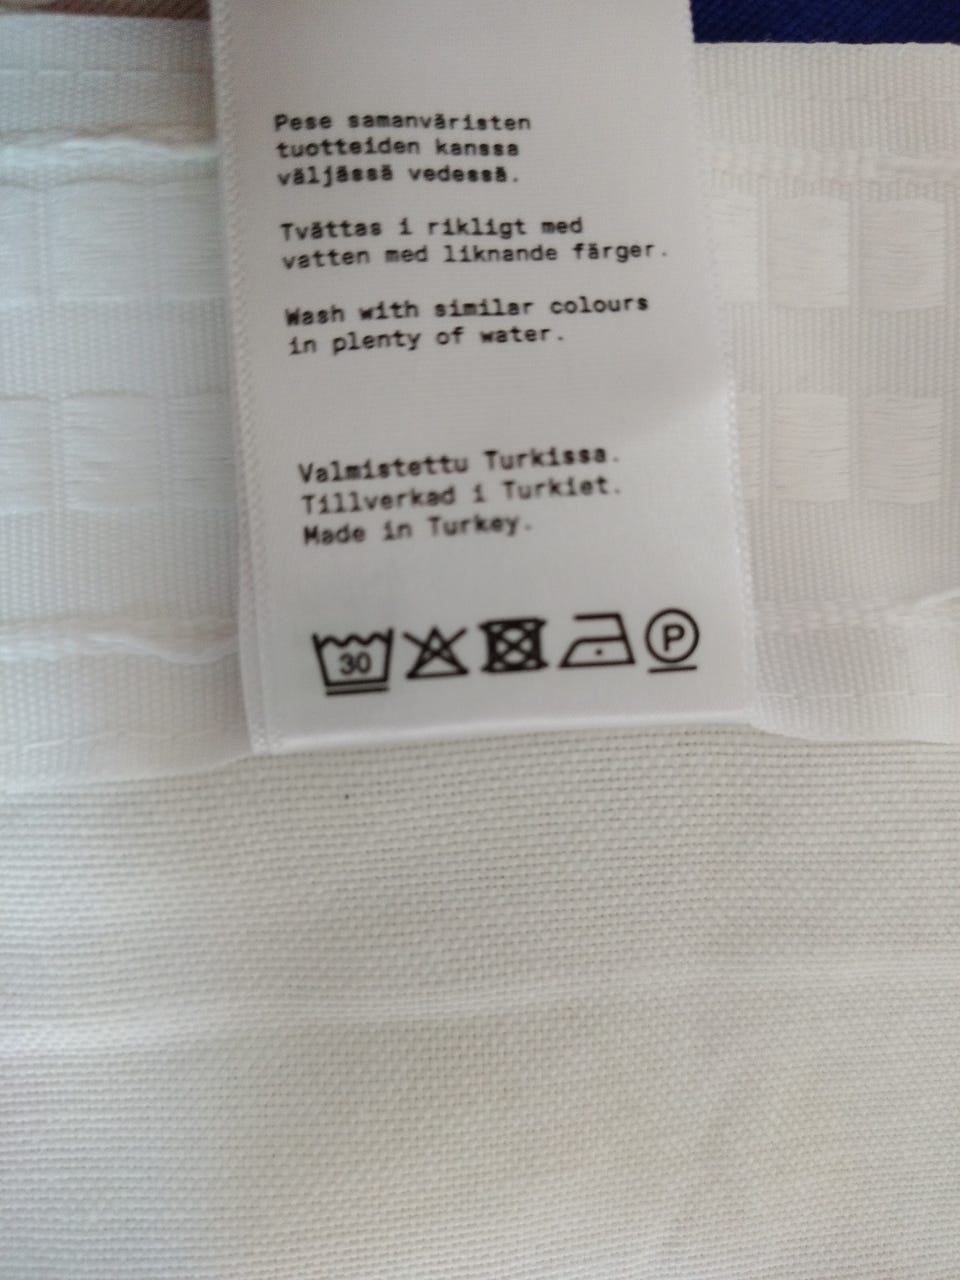 Pese samanväristen
tuotteiden kanssa
väljässä vedessä.
Tvättas i rikligt med
vatten med liknande färger.
Wash with similar colours
in plenty of water.
Valmistettu Turkissa.
Tillverkad i Turkiet.
Made in Turkey.
30 P